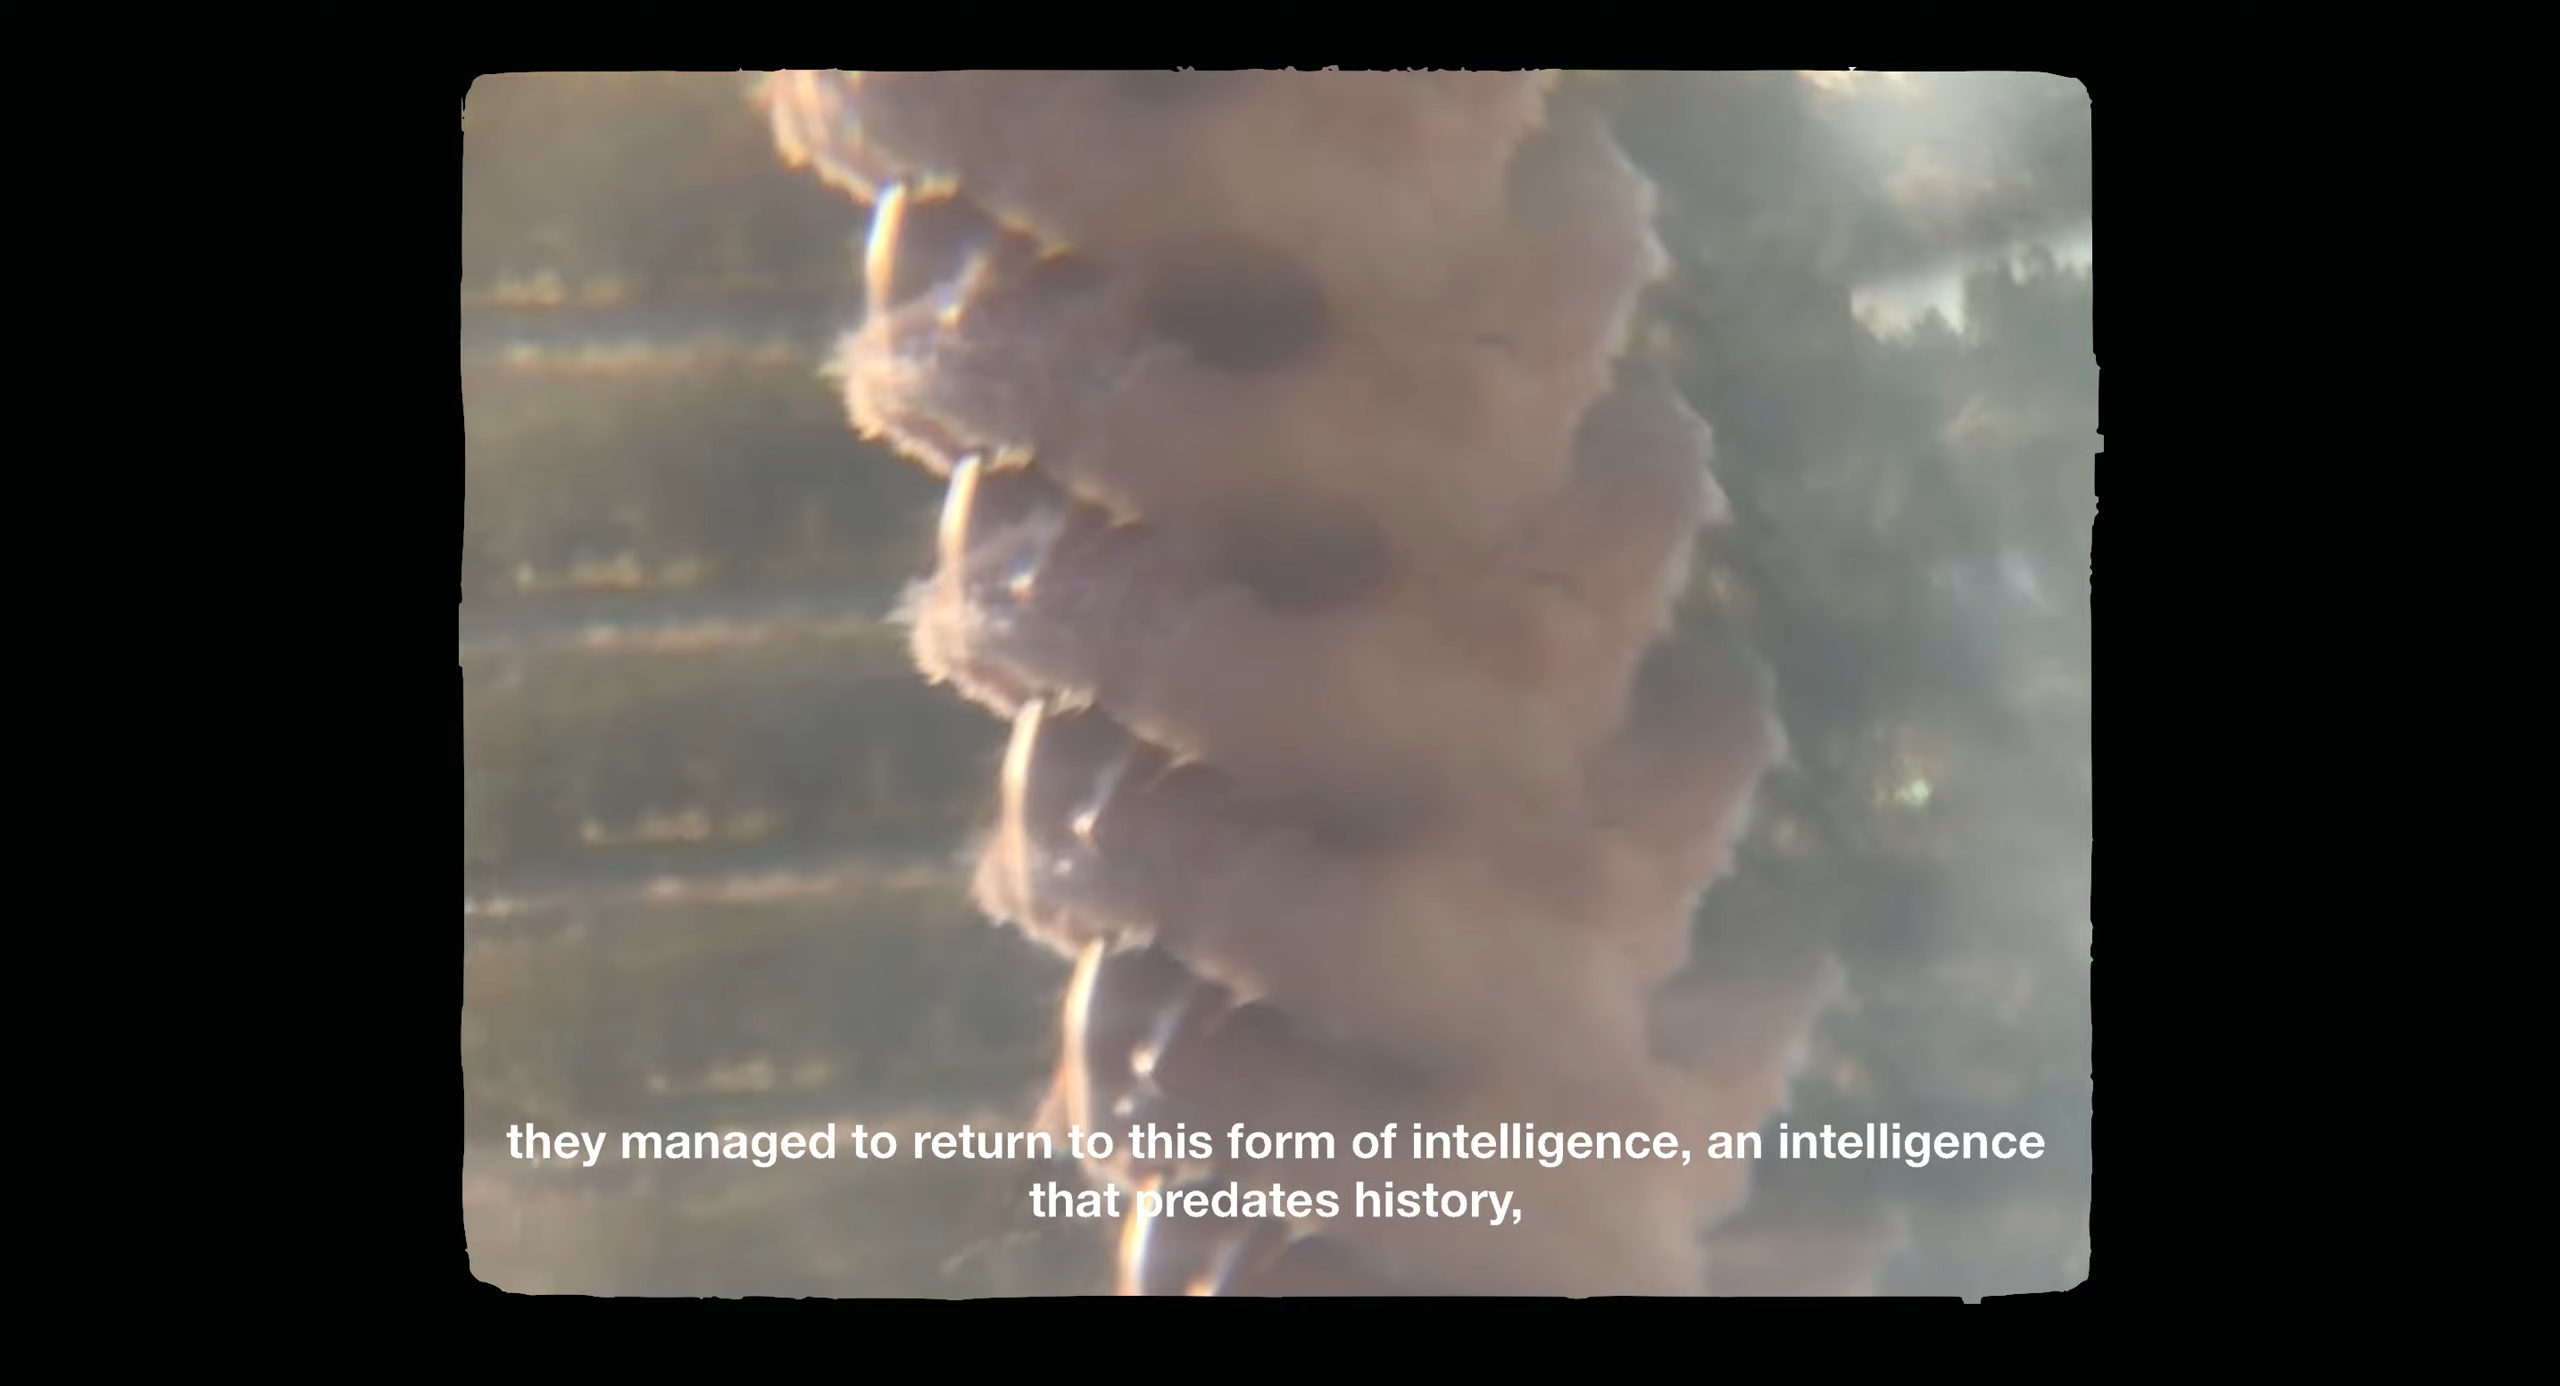 they managed to return to this form of intelligence, an intelligence
that predates history,